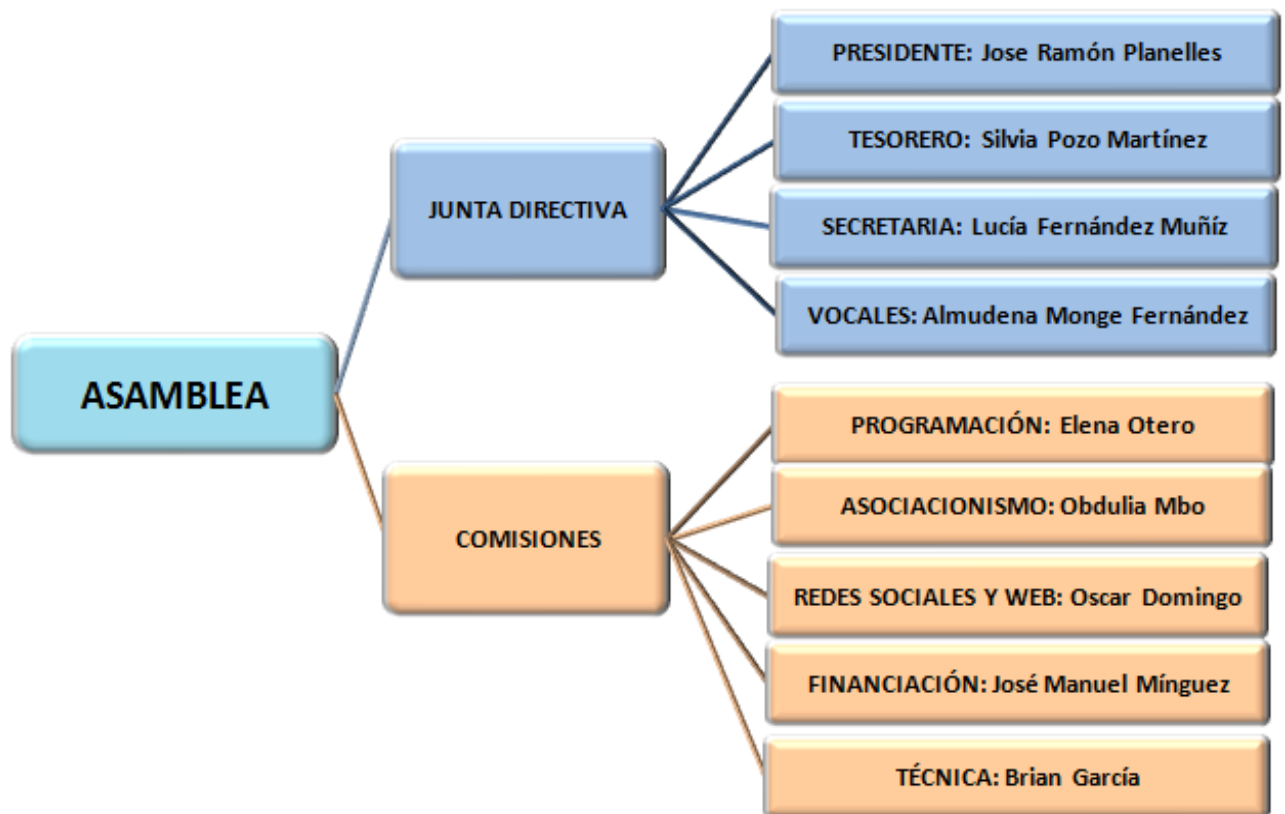 ASAMBLEA
JUNTA DIRECTIVA
PRESIDENTE: Jose Ramón Planelles
TESORERO: Silvia Pozo Martínez
SECRETARIA: Lucía Fernández Muñíz
VOCALES: Almudena Monge Fernández
COMISIONES
PROGRAMACIÓN: Elena Otero
ASOCIACIONISMO: Obdulia Mbo
REDES SOCIALES Y WEB: Oscar Domingo
FINANCIACIÓN: José Manuel Mínguez
TÉCNICA: Brian García